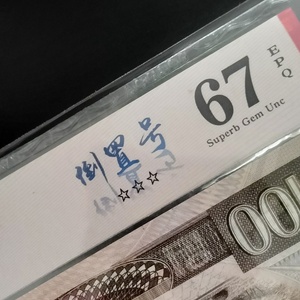 67
EPQ
Superb Gem Unc
倒置号
☆☆☆
100